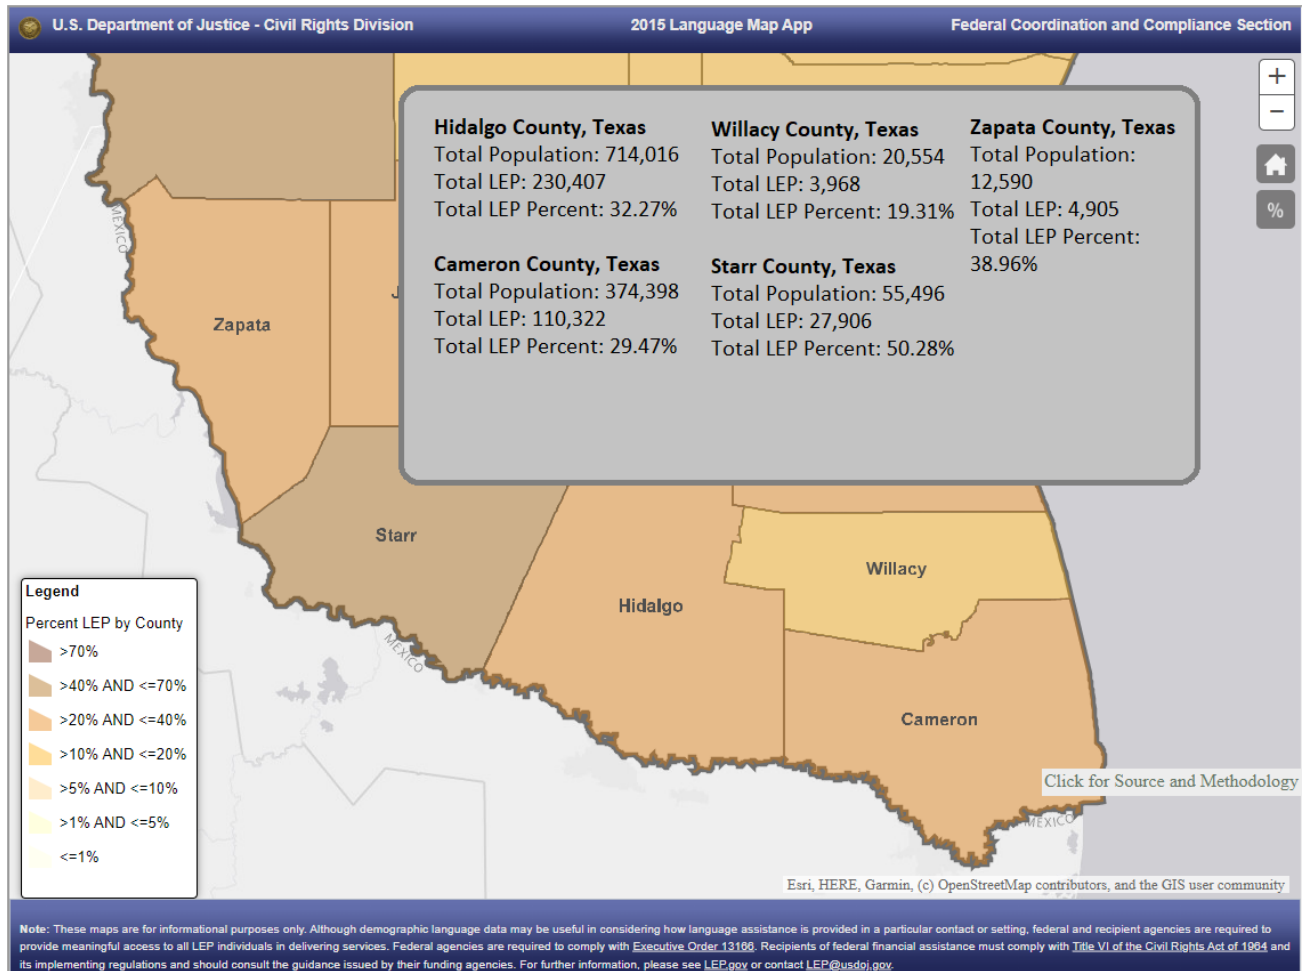 U.S. Department of Justice - Civil Rights Division
2015 Language Map App
Federal Coordination and Compliance Section
+
−
%
Hidalgo County, Texas
Total Population: 714,016
Total LEP: 230,407
Total LEP Percent: 32.27%
Cameron County, Texas
Total Population: 374,398
Total LEP: 110,322
Total LEP Percent: 29.47%
Willacy County, Texas
Total Population: 20,554
Total LEP: 3,968
Total LEP Percent: 19.31%
Starr County, Texas
Total Population: 55,496
Total LEP: 27,906
Total LEP Percent: 50.28%
Zapata County, Texas
Total Population:
12,590
Total LEP: 4,905
Total LEP Percent:
38.96%
MEXICO
J
Zapata
Starr
Hidalgo
Willacy
Cameron
MEXICO
MEXICO
Legend
Percent LEP by County
>70%
>40% AND <=70%
>20% AND <=40%
>10% AND <=20%
>5% AND <=10%
>1% AND <=5%
<=1%
Click for Source and Methodology
Esri, HERE, Garmin, (c) OpenStreetMap contributors, and the GIS user community
Note: These maps are for informational purposes only. Although demographic language data may be useful in considering how language assistance is provided in a particular contact or setting, federal and recipient agencies are required to
provide meaningful access to all LEP individuals in delivering services. Federal agencies are required to comply with Executive Order 13166. Recipients of federal financial assistance must comply with Title VI of the Civil Rights Act of 1964 and
its implementing regulations and should consult the guidance issued by their funding agencies. For further information, please see LEP.gov or contact LEP@usdoj.gov.